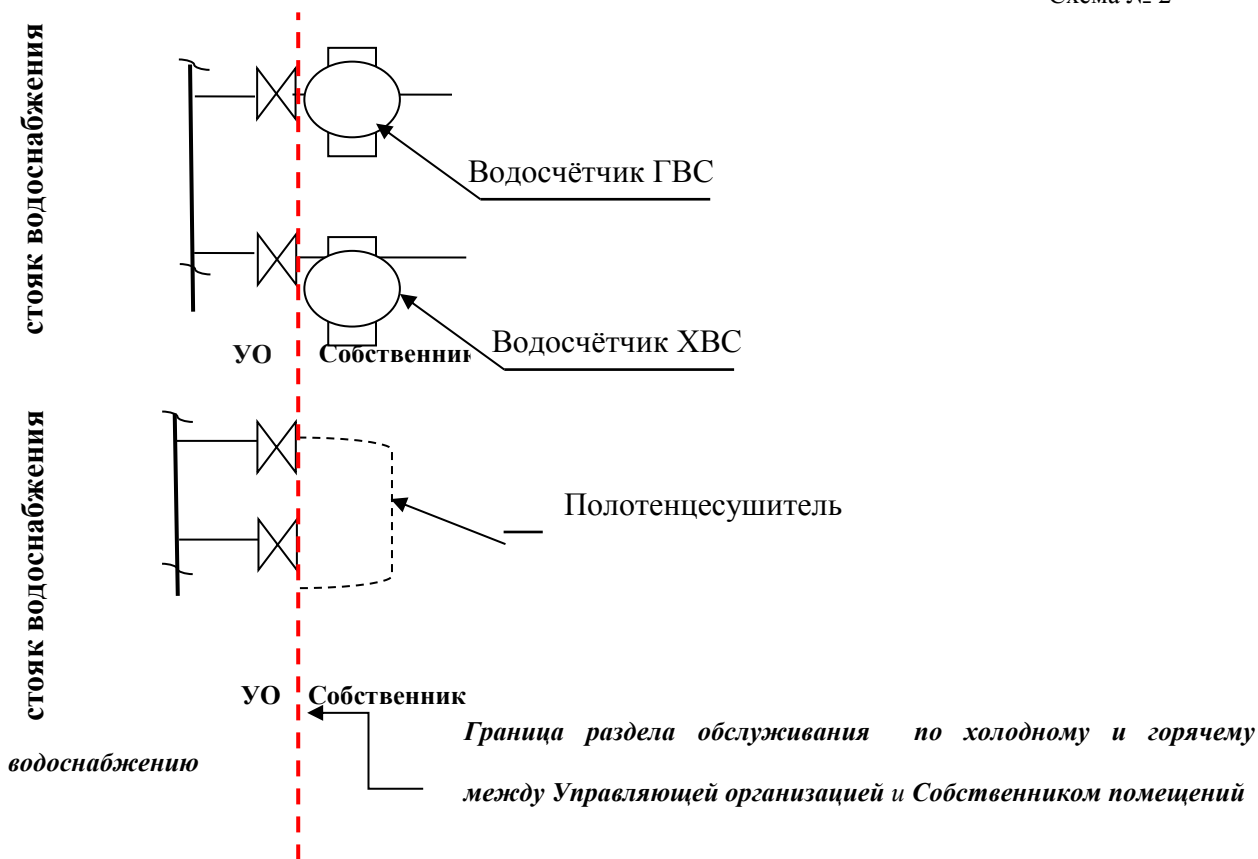 Схема № 2
стояк водоснабжения
Водосчётчик ГВС
Водосчётчик ХВС
УО Собственник
стояк водоснабжения
Полотенцесушитель
УО Собственник
Граница раздела обслуживания по холодному и горячему
водоснабжению
между Управляющей организацией и Собственником помещений